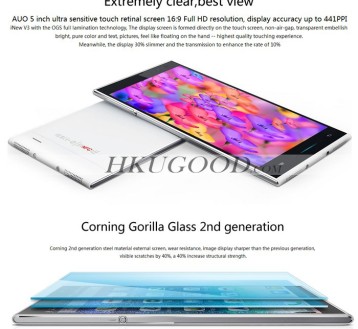 Extremely clear,best view
AUO 5 inch ultra sensitive touch retinal screen 16:9 Full HD resolution, display accuracy up to 441PPI
iNew V3 with the OGS full lamination technology. The display screen is formed directly on the touch screen, non-air-gap, transparent embellish
bright, pure color and text, pictures, feel like floating on the hand -- highest quality touching experience.
Meanwhile, the display 30% slimmer and the transmission to enhance the rate of 10%.
HKUGOOD.COM
Corning Gorilla Glass 2nd generation
Corning 2nd generation steel material external screen, wear resistance. Image display sharper than the previous generation,
visible scratches by 40%, a 40% increase structural strength.